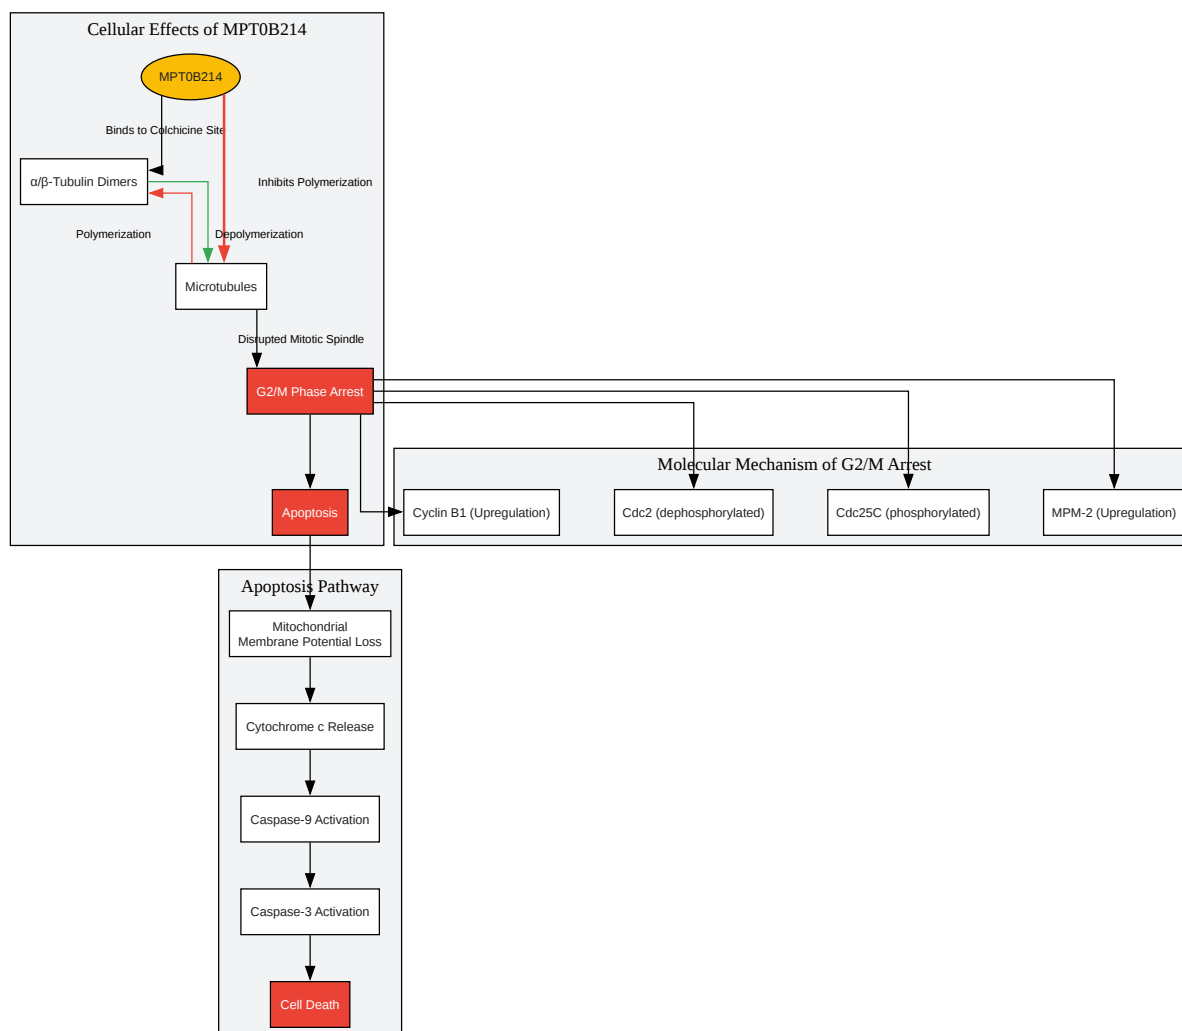 Cellular Effects of MPT0B214
MPT0B214
Binds to Colchicine Site
α/β-Tubulin Dimers
Inhibits Polymerization
Polymerization
Depolymerization
Microtubules
Disrupted Mitotic Spindle
G2/M Phase Arrest
Molecular Mechanism of G2/M Arrest
Apoptosis
Cyclin B1 (Upregulation)
Cdc2 (dephosphorylated)
Cdc25C (phosphorylated)
MPM-2 (Upregulation)
Apoptosis Pathway
Mitochondrial
Membrane Potential Loss
Cytochrome c Release
Caspase-9 Activation
Caspase-3 Activation
Cell Death